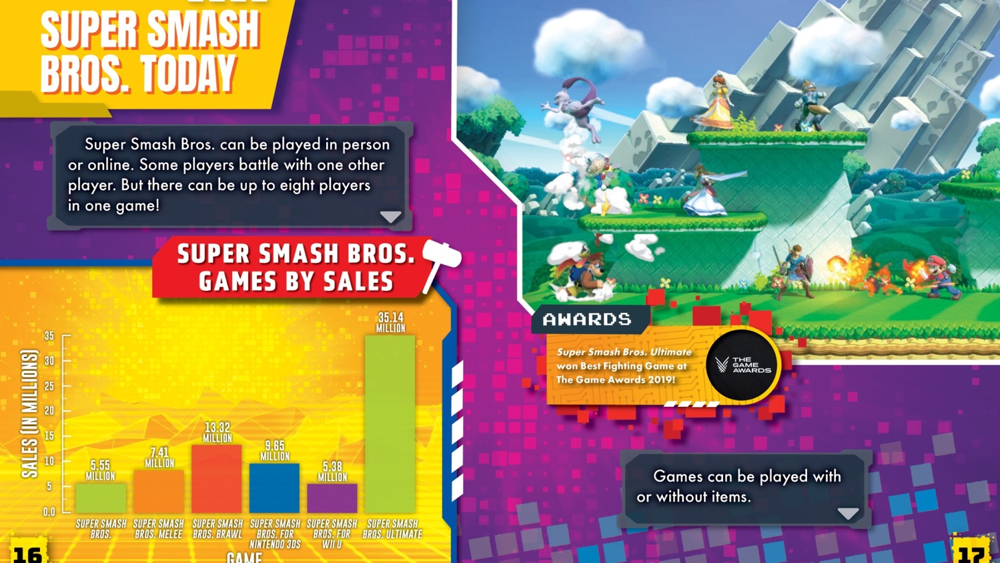 SUPER SMASH
BROS. TODAY
Super Smash Bros. can be played in person
or online. Some players battle with one other
player. But there can be up to eight players
in one game!
SUPER SMASH BROS.
GAMES BY SALES
SALES (IN MILLIONS)
35
30
25
20
15
10
5
0.0
5.55
MILLION
7.41
MILLION
13.32
MILLION
9.65
MILLION
5.38
MILLION
35.14
MILLION
SUPER SMASH
BROS.
SUPER SMASH
BROS. MELEE
SUPER SMASH
BROS. BRAWL
SUPER SMASH
BROS. FOR
NINTENDO 3DS
SUPER SMASH
BROS. FOR
WII U
SUPER SMASH
BROS. ULTIMATE
GAME
16
AWARDS
Super Smash Bros. Ultimate
won Best Fighting Game at
The Game Awards 2019!
THE
GAME
AWARDS
Games can be played with
or without items.
17